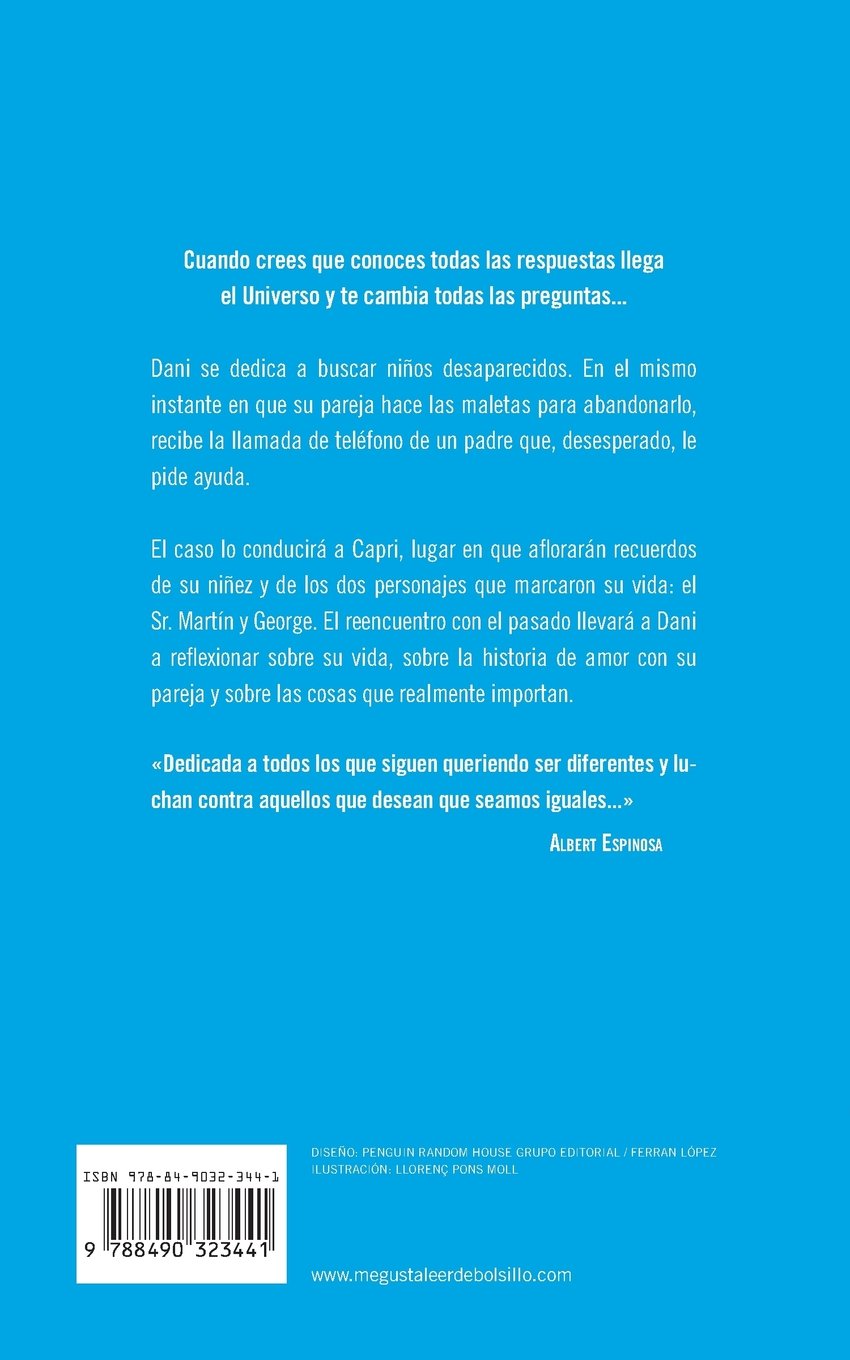 Cuando crees que conoces todas las respuestas llega
el Universo y te cambia todas las preguntas...
Dani se dedica a buscar niños desaparecidos. En el mismo
instante en que su pareja hace las maletas para abandonarlo,
recibe la llamada de teléfono de un padre que, desesperado, le
pide ayuda.
El caso lo conducirá a Capri, lugar en que aflorarán recuerdos
de su niñez y de los dos personajes que marcaron su vida: el
Sr. Martín y George. El reencuentro con el pasado llevará a Dani
a reflexionar sobre su vida, sobre la historia de amor con su
pareja y sobre las cosas que realmente importan.
«Dedicada a todos los que siguen queriendo ser diferentes y lu-
chan contra aquellos que desean que seamos iguales...»
ALBERT ESPINOSA
ISBN 978-84-9032-344-1
9 788490 323441
DISEÑO: PENGUIN RANDOM HOUSE GRUPO EDITORIAL / FERRAN LÓPEZ
ILUSTRACIÓN: LLORENÇ PONS MOLL
www.megustaleerdebolsillo.com